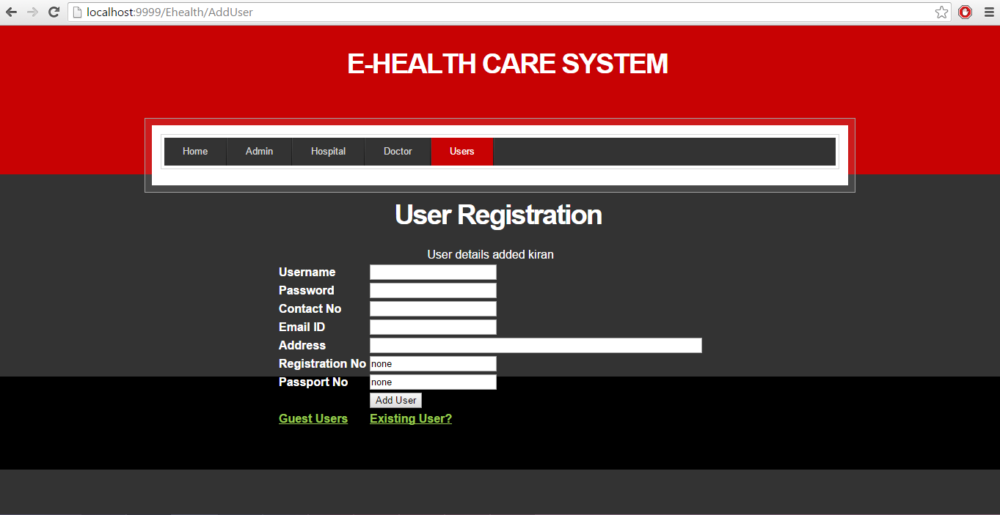 localhost:9999/Ehealth/AddUser
E-HEALTH CARE SYSTEM
Home Admin Hospital Doctor Users
User Registration
User details added kiran
Username
Password
Contact No
Email ID
Address
Registration No none
Passport No none
Add User
Guest Users Existing User?